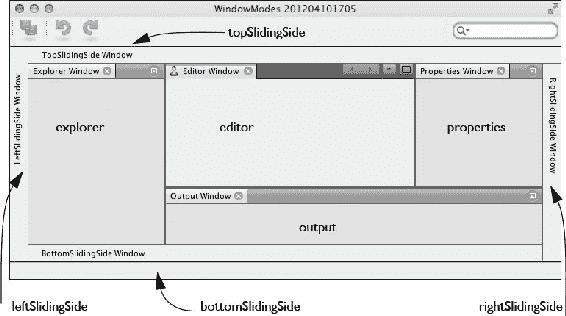 WindowModes 201204101705
topSlidingSide
TopSlidingSide Window
Explorer Window
Editor Window
Properties Window
LeftSlidingSide Window
RightSlidingSide Window
explorer
editor
properties
Output Window
output
BottomSlidingSide Window
leftSlidingSide
bottomSlidingSide
rightSlidingSide